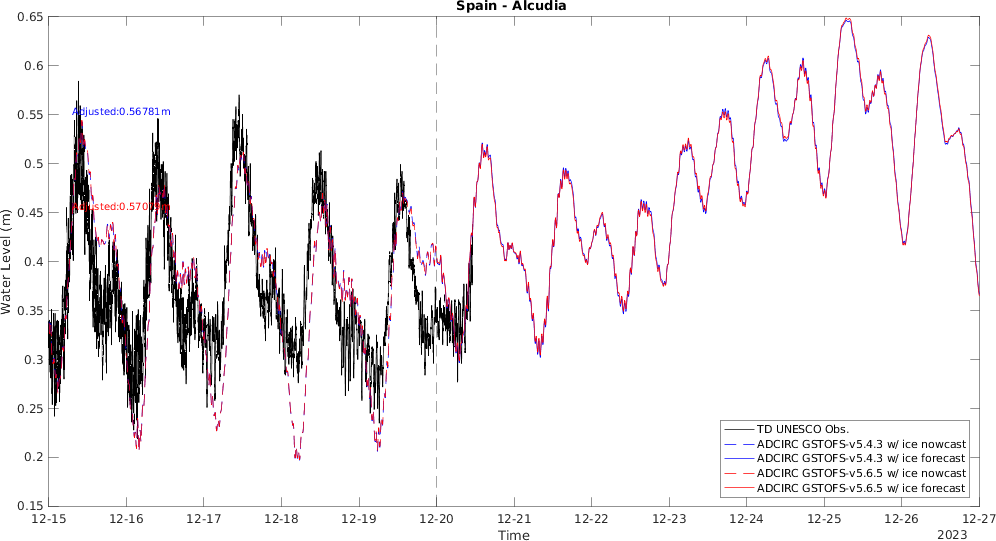 Spain - Alcudia
0.65
0.6
0.55
0.5
0.45
0.4
0.35
0.3
0.25
0.2
0.15
Water Level (m)
Adjusted:0.56781m
TD UNESCO Obs.
ADCIRC GSTOFS-v5.4.3 w/ ice nowcast
ADCIRC GSTOFS-v5.4.3 w/ ice forecast
ADCIRC GSTOFS-v5.6.5 w/ ice nowcast
ADCIRC GSTOFS-v5.6.5 w/ ice forecast
12-15 12-16 12-17 12-18 12-19 12-20 12-21 12-22 12-23 12-24 12-25 12-26 12-27
Time
2023